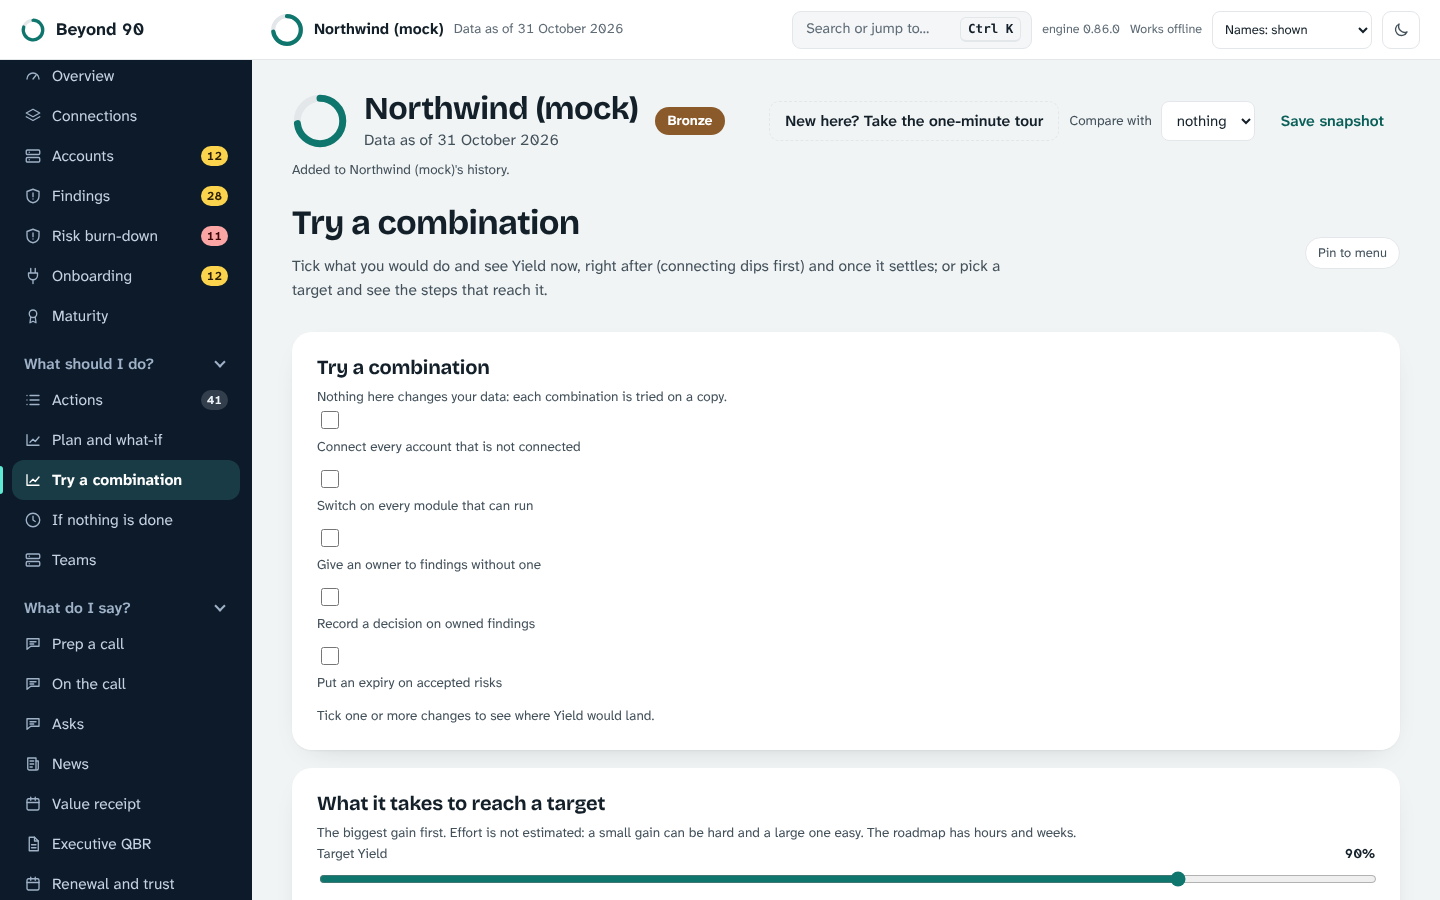 Beyond 90
Northwind (mock)
Data as of 31 October 2026
Search or jump to...
Ctrl K
engine 0.86.0
Works offline
Names: shown
Overview
Connections
Accounts
12
Findings
28
Risk burn-down
11
Onboarding
12
Maturity
What should I do?
Actions
41
Plan and what-if
Try a combination
If nothing is done
Teams
What do I say?
Prep a call
On the call
Asks
News
Value receipt
Executive QBR
Renewal and trust
Northwind (mock)
Data as of 31 October 2026
Bronze
New here? Take the one-minute tour
Compare with
nothing
Save snapshot
Added to Northwind (mock)'s history.
Try a combination
Tick what you would do and see Yield now, right after (connecting dips first) and once it settles; or pick a
target and see the steps that reach it.
Pin to menu
Try a combination
Nothing here changes your data: each combination is tried on a copy.
Connect every account that is not connected
Switch on every module that can run
Give an owner to findings without one
Record a decision on owned findings
Put an expiry on accepted risks
Tick one or more changes to see where Yield would land.
What it takes to reach a target
The biggest gain first. Effort is not estimated: a small gain can be hard and a large one easy. The roadmap has hours and weeks.
Target Yield
90%